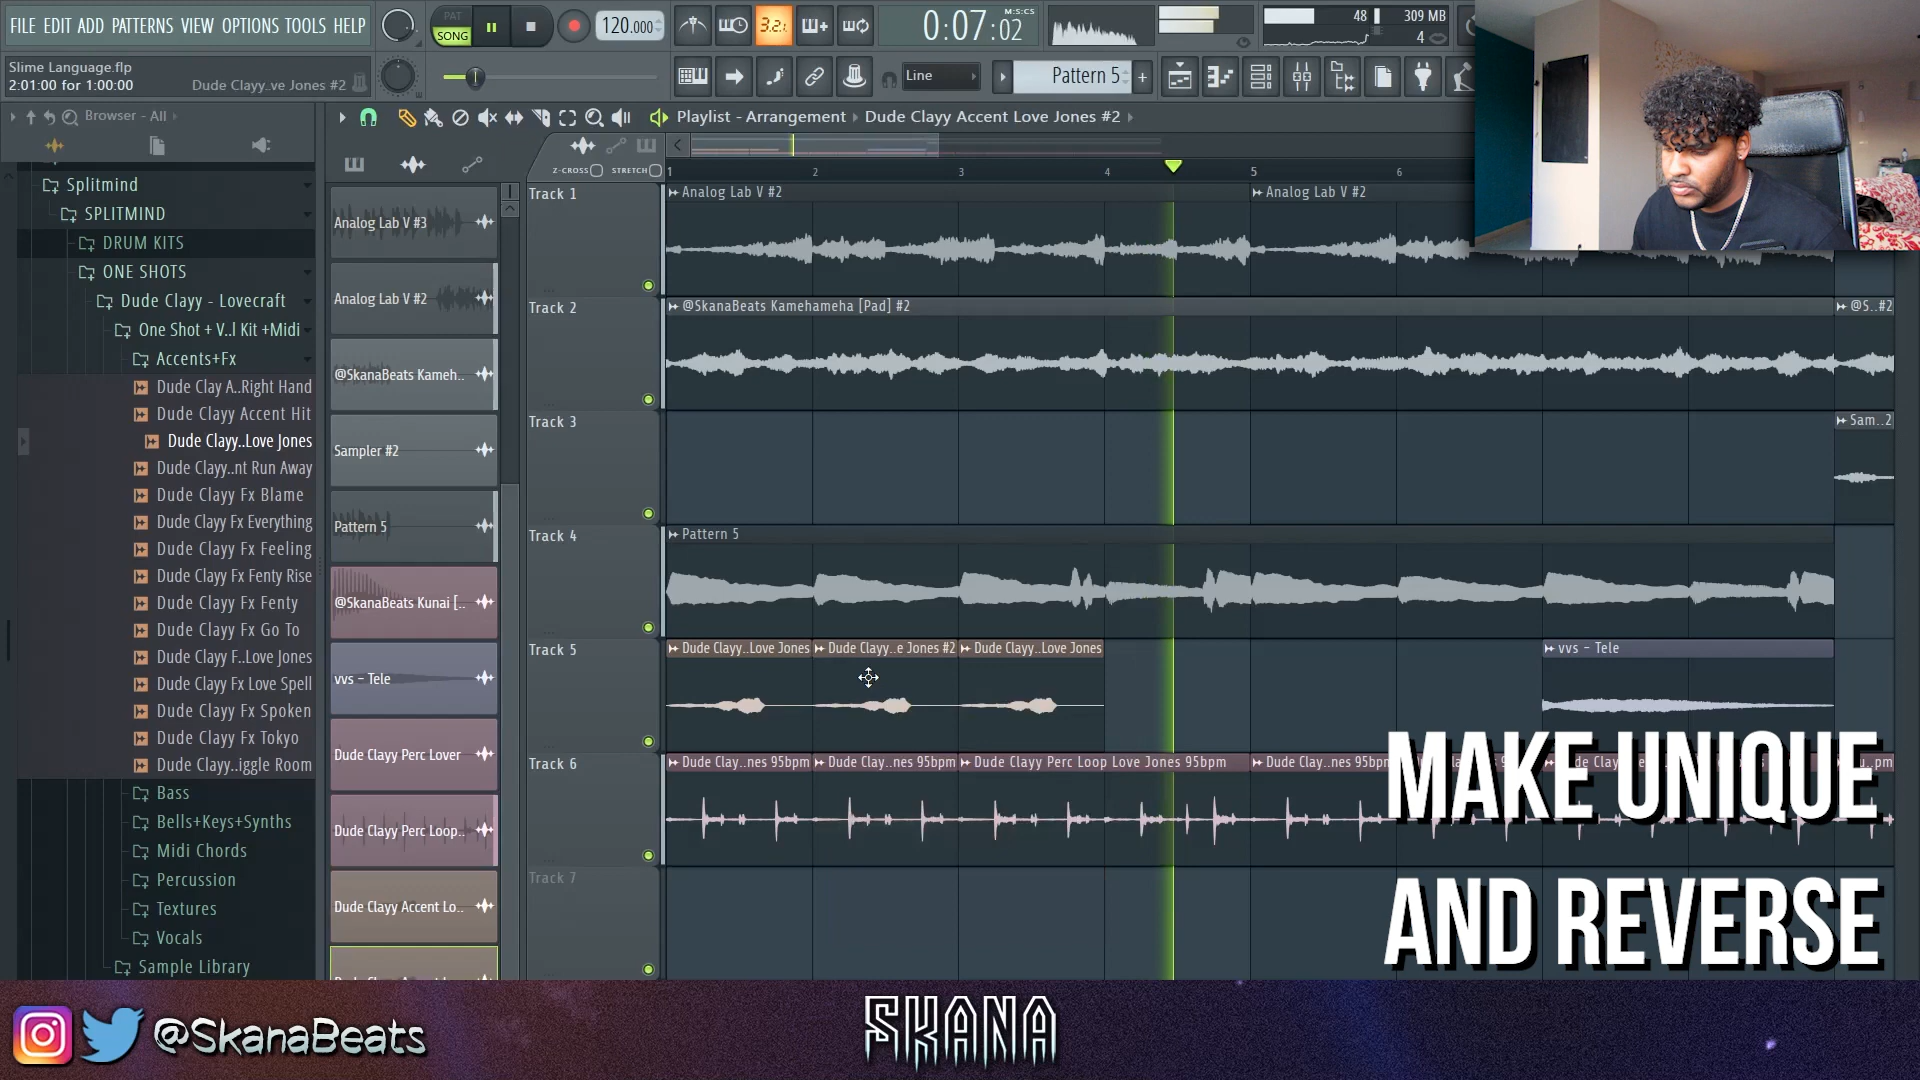 FILE EDIT ADD PATTERNS VIEW OPTIONS TOOLS HELP
PAT
SONG
120.000
3.2.
0:07:02
M:S:CS
48
309 MB
4
Slime Language.flp
2:01:00 for 1:00:00
Dude Clayy..ve Jones #2
Line
Pattern 5
+
Browser - All
Playlist - Arrangement
Dude Clayy Accent Love Jones #2
Z-CROSS
STRETCH
1
2
3
4
5
6
Splitmind
SPLITMIND
DRUM KITS
ONE SHOTS
Dude Clayy - Lovecraft
One Shot + V..l Kit +Midi
Accents+Fx
Dude Clay A..Right Hand
Dude Clayy Accent Hit
Dude Clayy..Love Jones
Dude Clayy..nt Run Away
Dude Clayy Fx Blame
Dude Clayy Fx Everything
Dude Clayy Fx Feeling
Dude Clayy Fx Fenty Rise
Dude Clayy Fx Fenty
Dude Clayy Fx Go To
Dude Clayy F..Love Jones
Dude Clayy Fx Love Spell
Dude Clayy Fx Spoken
Dude Clayy Fx Tokyo
Dude Clayy..iggle Room
Bass
Bells+Keys+Synths
Midi Chords
Percussion
Textures
Vocals
Sample Library
Analog Lab V #3
Analog Lab V #2
@SkanaBeats Kameh..
Sampler #2
Pattern 5
@SkanaBeats Kunai [..
vvs - Tele
Dude Clayy Perc Lover
Dude Clayy Perc Loop..
Dude Clayy Accent Lo..
Track 1
Analog Lab V #2
Analog Lab V #2
Track 2
@SkanaBeats Kamehameha [Pad] #2
@S..#2
Track 3
Sam..2
Track 4
Pattern 5
Track 5
Dude Clayy..Love Jones
Dude Clayy..e Jones #2
Dude Clayy..Love Jones
vvs - Tele
Track 6
Dude Clay..nes 95bpm
Dude Clay..nes 95bpm
Dude Clayy Perc Loop Love Jones 95bpm
Dude Clay..nes 95bpm
Track 7
MAKE UNIQUE
AND REVERSE
@SkanaBeats
SKANA